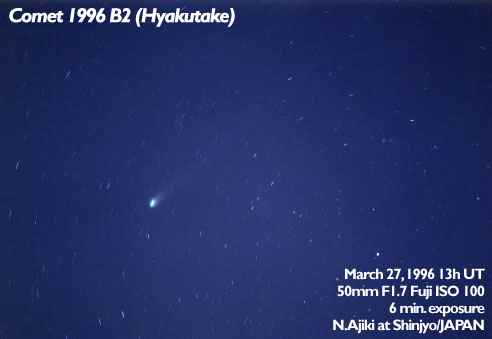 Comet 1996 B2 (Hyakutake)
March 27, 1996 13h UT
50mm F1.7 Fuji ISO 100
6 min. exposure
N.Ajiki at Shinjyo/JAPAN